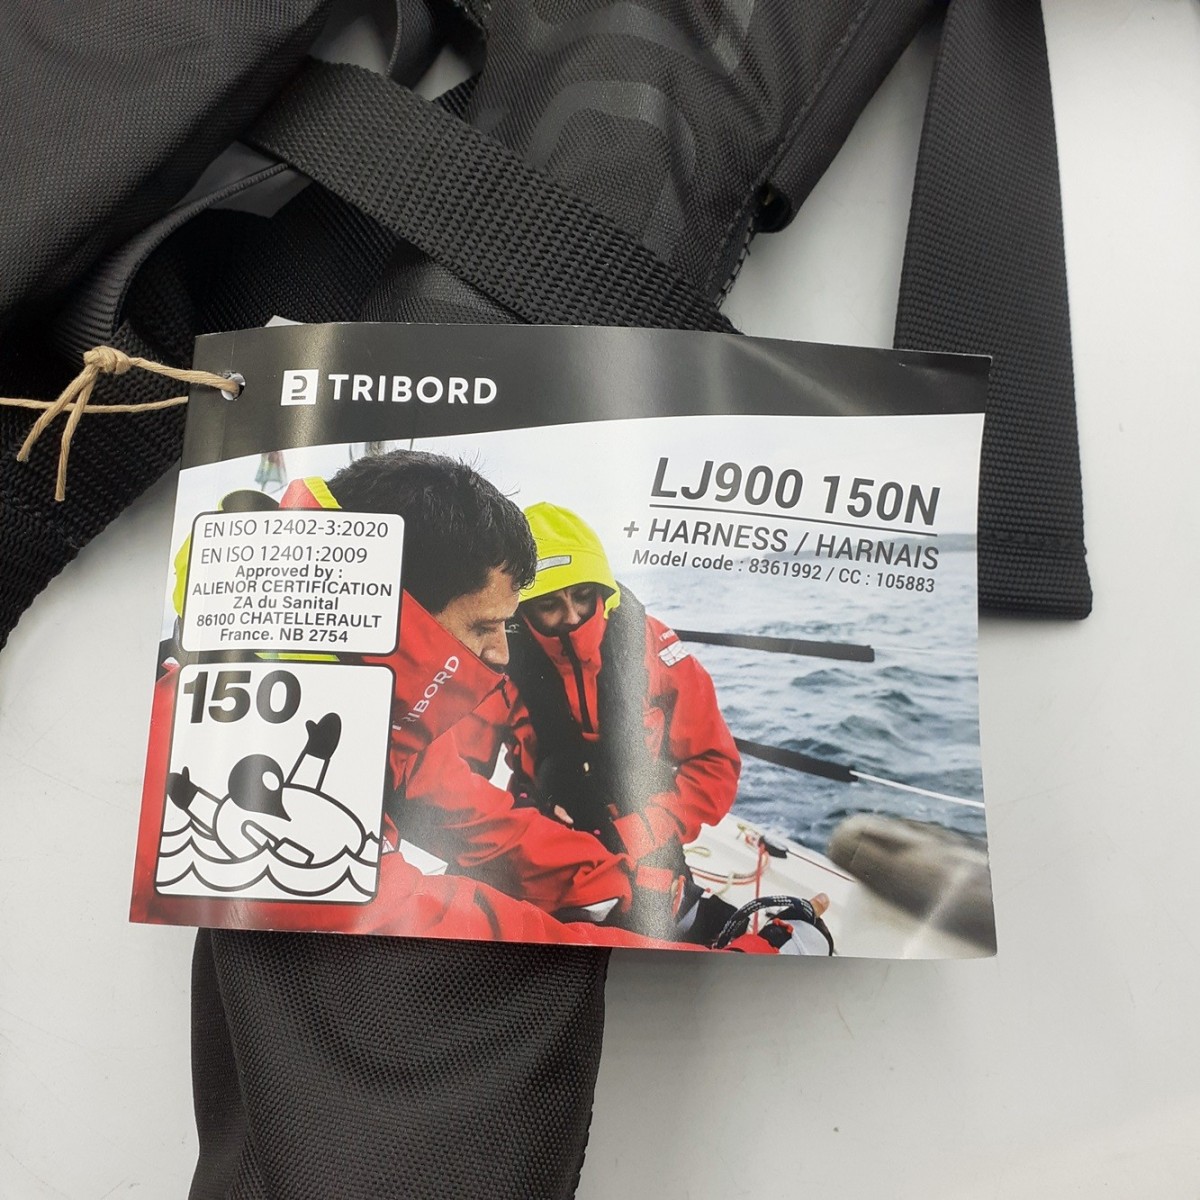 TRIBORD
LJ900 150N
+ HARNESS / HARNAIS
Model code : 8361992 / CC : 105883
EN ISO 12402-3:2020
EN ISO 12401:2009
Approved by :
ALIENOR CERTIFICATION
ZA du Sanital
86100 CHATELLERAULT
France. NB 2754
150
TRIBORD